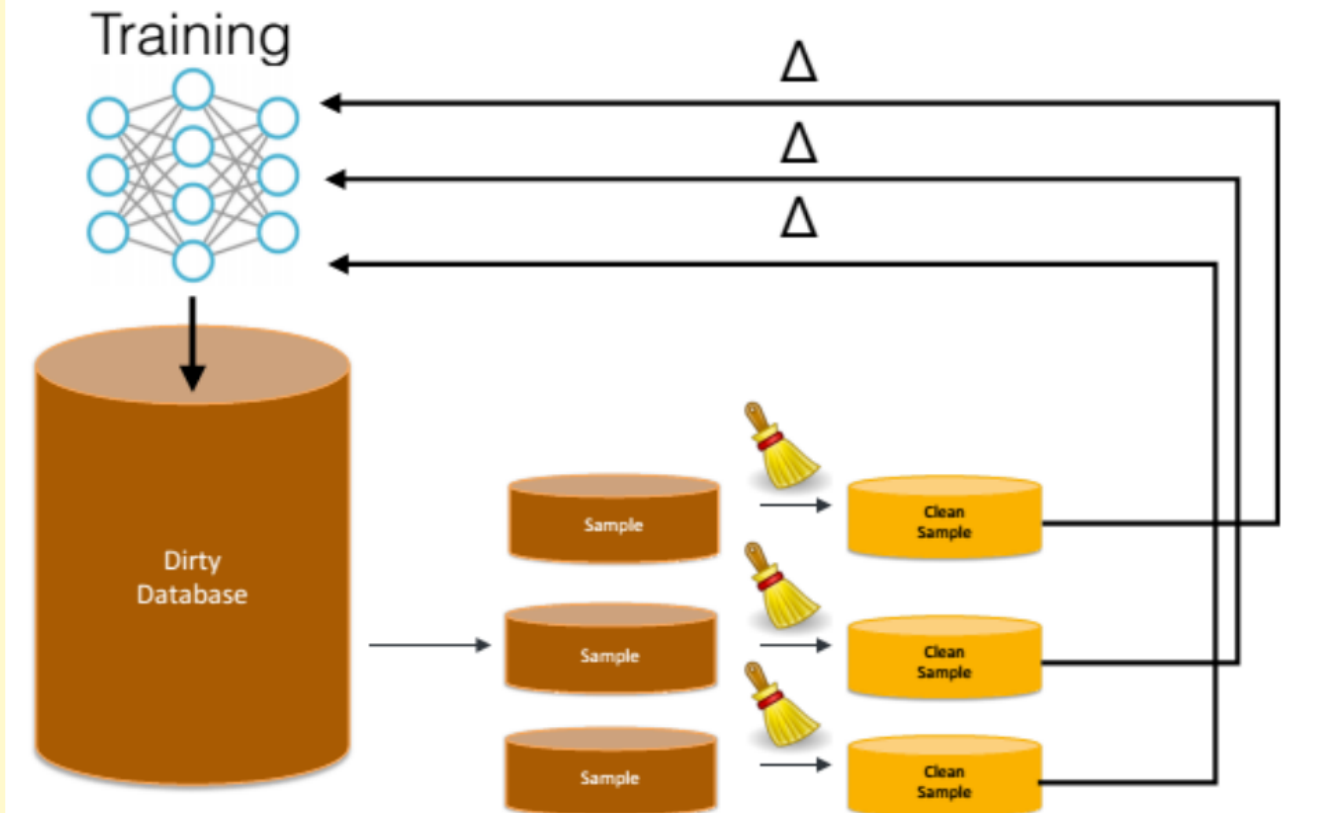 Training
Δ
Δ
Δ
Dirty
Database
Sample
Clean
Sample
Sample
Clean
Sample
Sample
Clean
Sample